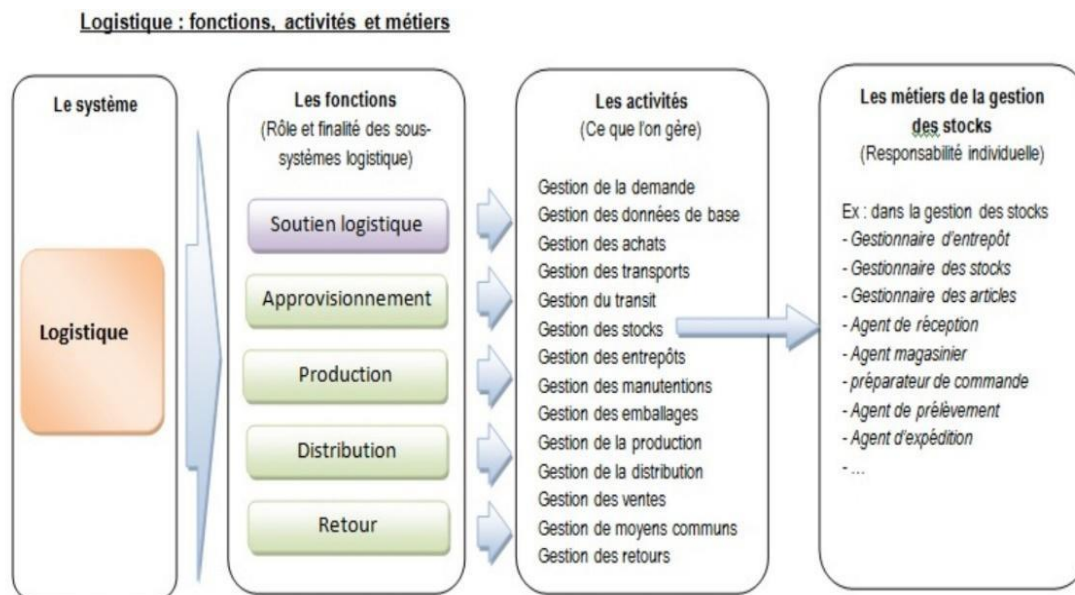 Logistique : fonctions, activités et métiers
Le système
Logistique
Les fonctions
(Rôle et finalité des sous-
systèmes logistique)
Soutien logistique
Approvisionnement
Production
Distribution
Retour
Les activités
(Ce que l'on gère)
Gestion de la demande
Gestion des données de base
Gestion des achats
Gestion des transports
Gestion du transit
Gestion des stocks
Gestion des entrepôts
Gestion des manutentions
Gestion des emballages
Gestion de la production
Gestion de la distribution
Gestion des ventes
Gestion de moyens communs
Gestion des retours
Les métiers de la gestion
des stocks
(Responsabilité individuelle)
Ex : dans la gestion des stocks
- Gestionnaire d'entrepôt
- Gestionnaire des stocks
- Gestionnaire des articles
- Agent de réception
- Agent magasinier
- préparateur de commande
- Agent de prélèvement
- Agent d'expédition
- ...